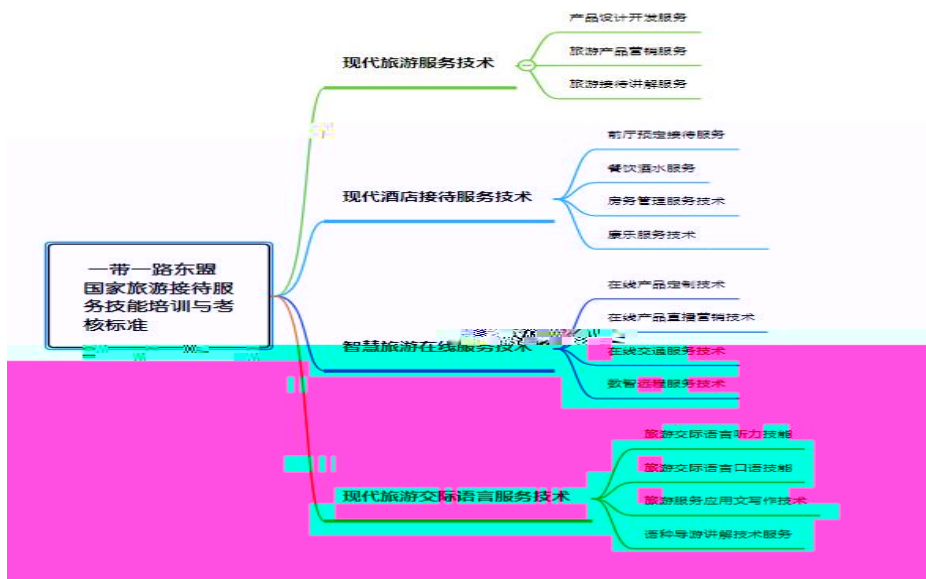 产品设计开发服务
旅游产品营销服务
旅游接待讲解服务
现代旅游服务技术
前厅预定接待服务
餐饮酒水服务
房务管理服务技术
康乐服务技术
现代酒店接待服务技术
一带一路东盟
国家旅游接待服
务技能培训与考
核标准
在线产品定制技术
在线产品直播营销技术
在线交通服务技术
数智远程服务技术
智慧旅游在线服务技术
旅游交际语言听力技能
旅游交际语言口语技能
旅游服务应用文写作技术
语种导游讲解技术服务
现代旅游交际语言服务技术